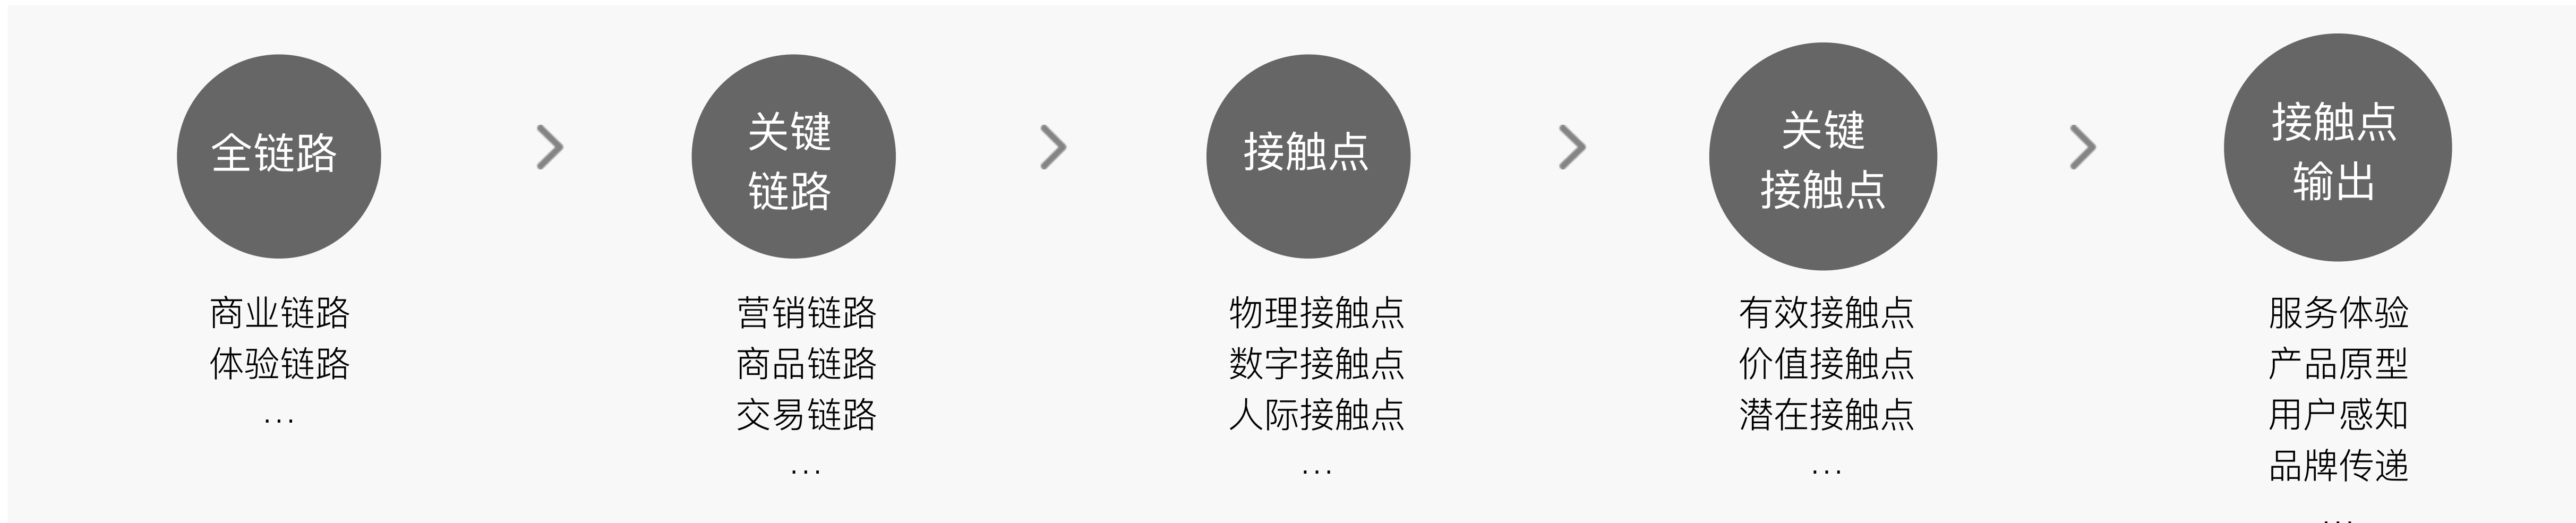 全链路
商业链路
体验链路
...
关键
链路
营销链路
商品链路
交易链路
...
接触点
物理接触点
数字接触点
人际接触点
...
关键
接触点
有效接触点
价值接触点
潜在接触点
...
接触点
输出
服务体验
产品原型
用户感知
品牌传递
...